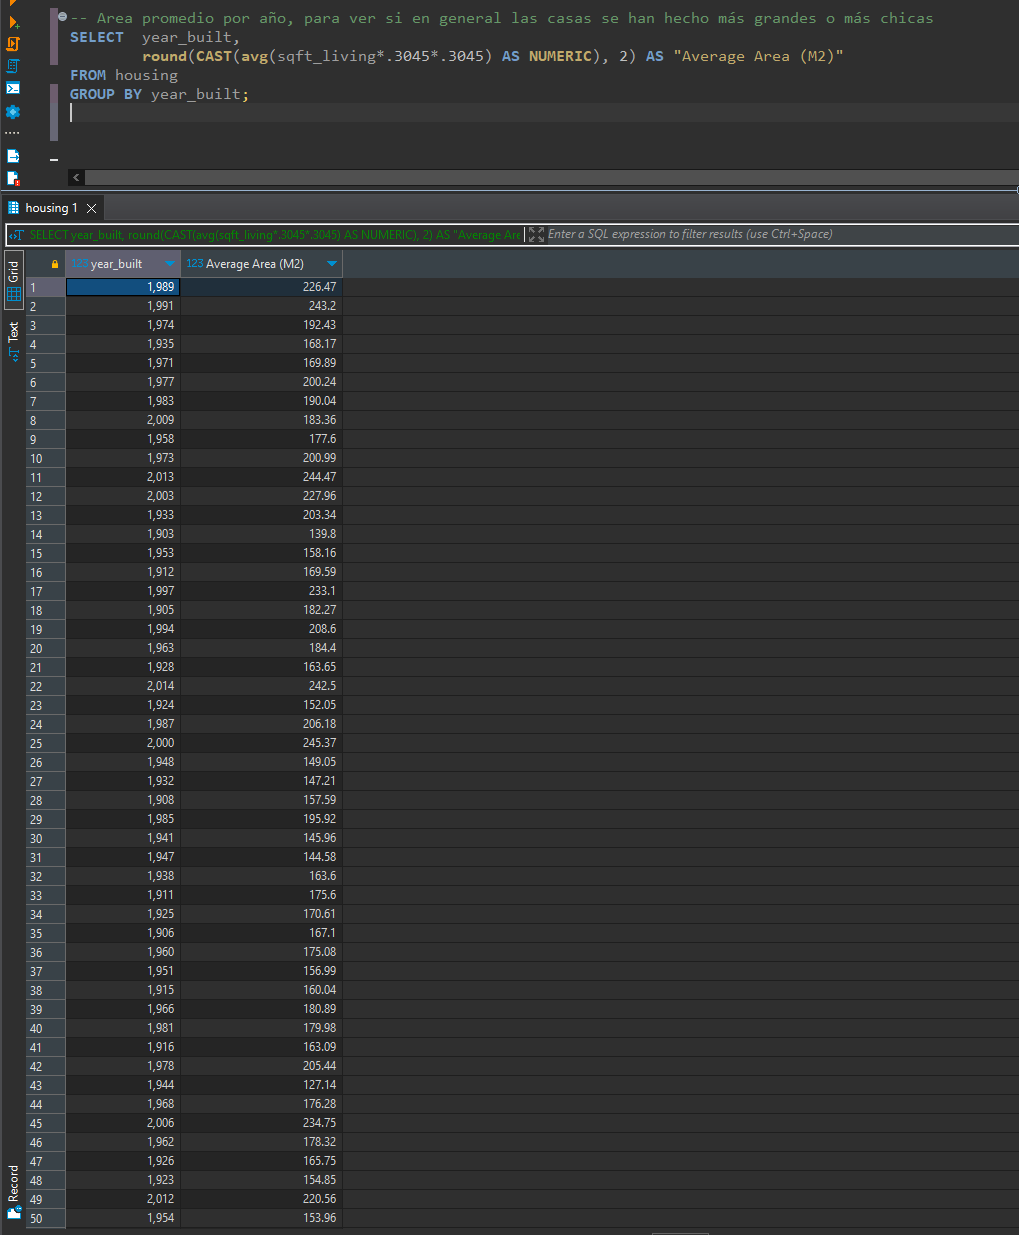 -- Area promedio por año, para ver si en general las casas se han hecho más grandes o más chicas
SELECT year_built,
round(CAST(avg(sqft_living*.3045*.3045) AS NUMERIC), 2) AS "Average Area (M2)"
FROM housing
GROUP BY year_built;
housing 1
SELECT year_built, round(CAST(avg(sqft_living*.3045*.3045) AS NUMERIC), 2) AS "Average Are
Enter a SQL expression to filter results (use Ctrl+Space)
Grid
Text
Record
123 year_built 123 Average Area (M2)
1 1,989 226.47
2 1,991 243.2
3 1,974 192.43
4 1,935 168.17
5 1,971 169.89
6 1,977 200.24
7 1,983 190.04
8 2,009 183.36
9 1,958 177.6
10 1,973 200.99
11 2,013 244.47
12 2,003 227.96
13 1,933 203.34
14 1,903 139.8
15 1,953 158.16
16 1,912 169.59
17 1,997 233.1
18 1,905 182.27
19 1,994 208.6
20 1,963 184.4
21 1,928 163.65
22 2,014 242.5
23 1,924 152.05
24 1,987 206.18
25 2,000 245.37
26 1,948 149.05
27 1,932 147.21
28 1,908 157.59
29 1,985 195.92
30 1,941 145.96
31 1,947 144.58
32 1,938 163.6
33 1,911 175.6
34 1,925 170.61
35 1,906 167.1
36 1,960 175.08
37 1,951 156.99
38 1,915 160.04
39 1,966 180.89
40 1,981 179.98
41 1,916 163.09
42 1,978 205.44
43 1,944 127.14
44 1,968 176.28
45 2,006 234.75
46 1,962 178.32
47 1,926 165.75
48 1,923 154.85
49 2,012 220.56
50 1,954 153.96